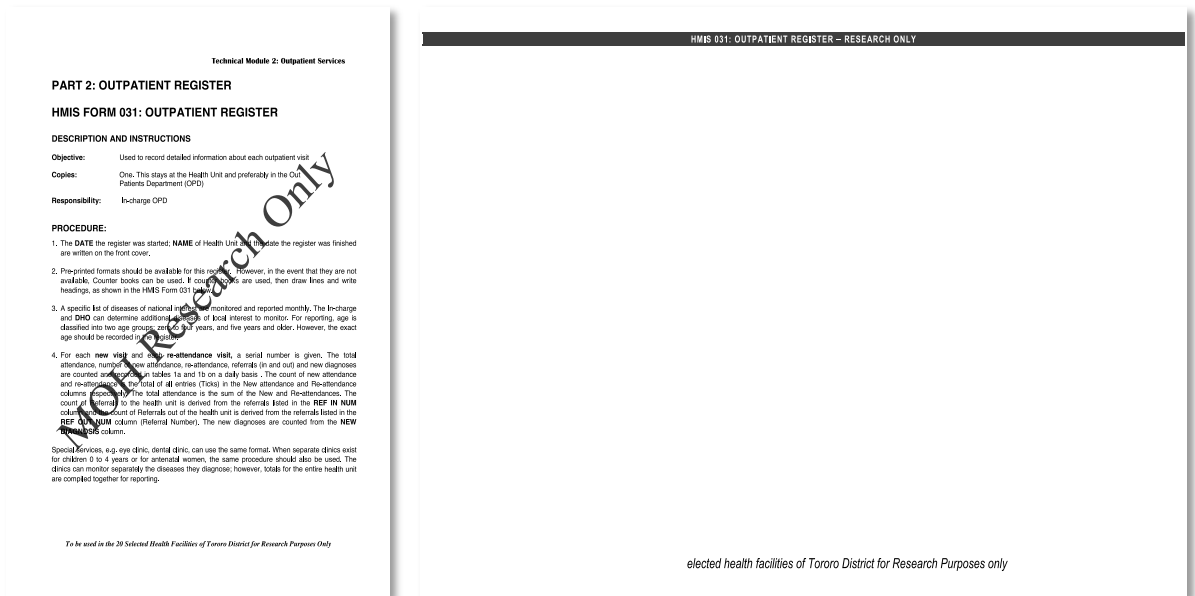 Technical Module 2: Outpatient Services
PART 2: OUTPATIENT REGISTER
HMIS FORM 031: OUTPATIENT REGISTER
DESCRIPTION AND INSTRUCTIONS
Objective: Used to record detailed information about each outpatient visit
Copies: One. This stays at the Health Unit and preferably in the Out
Patients Department (OPD)
Responsibility: In-charge OPD
PROCEDURE:
1. The DATE the register was started; NAME of Health Unit and the date the register was finished
are written on the front cover.
2. Pre-printed formats should be available for this register. However, in the event that they are not
available, Counter books can be used. If counter books are used, then draw lines and write
headings, as shown in the HMIS Form 031 below.
3. A specific list of diseases of national interest are monitored and reported monthly. The In-charge
and DHO can determine additional diseases of local interest to monitor. For reporting, age is
classified into two age groups; zero to four years, and five years and older. However, the exact
age should be recorded in the register.
4. For each new visit and each re-attendance visit, a serial number is given. The total
attendance, number of new attendance, re-attendance, referrals (in and out) and new diagnoses
are counted and recorded in tables 1a and 1b on a daily basis . The count of new attendance
and re-attendance is the total of all entries (Ticks) in the New attendance and Re-attendance
columns respectively. The total attendance is the sum of the New and Re-attendances. The
count of Referrals to the health unit is derived from the referrals listed in the REF IN NUM
column and the count of Referrals out of the health unit is derived from the referrals listed in the
REF OUT NUM column (Referral Number). The new diagnoses are counted from the NEW
DIAGNOSIS column.
Special services, e.g. eye clinic, dental clinic, can use the same format. When separate clinics exist
for children 0 to 4 years or for antenatal women, the same procedure should also be used. The
clinics can monitor separately the diseases they diagnose; however, totals for the entire health unit
are compiled together for reporting.
To be used in the 20 Selected Health Facilities of Tororo District for Research Purposes Only
MOH Research Only
HMIS 031: OUTPATIENT REGISTER – RESEARCH ONLY
elected health facilities of Tororo District for Research Purposes only